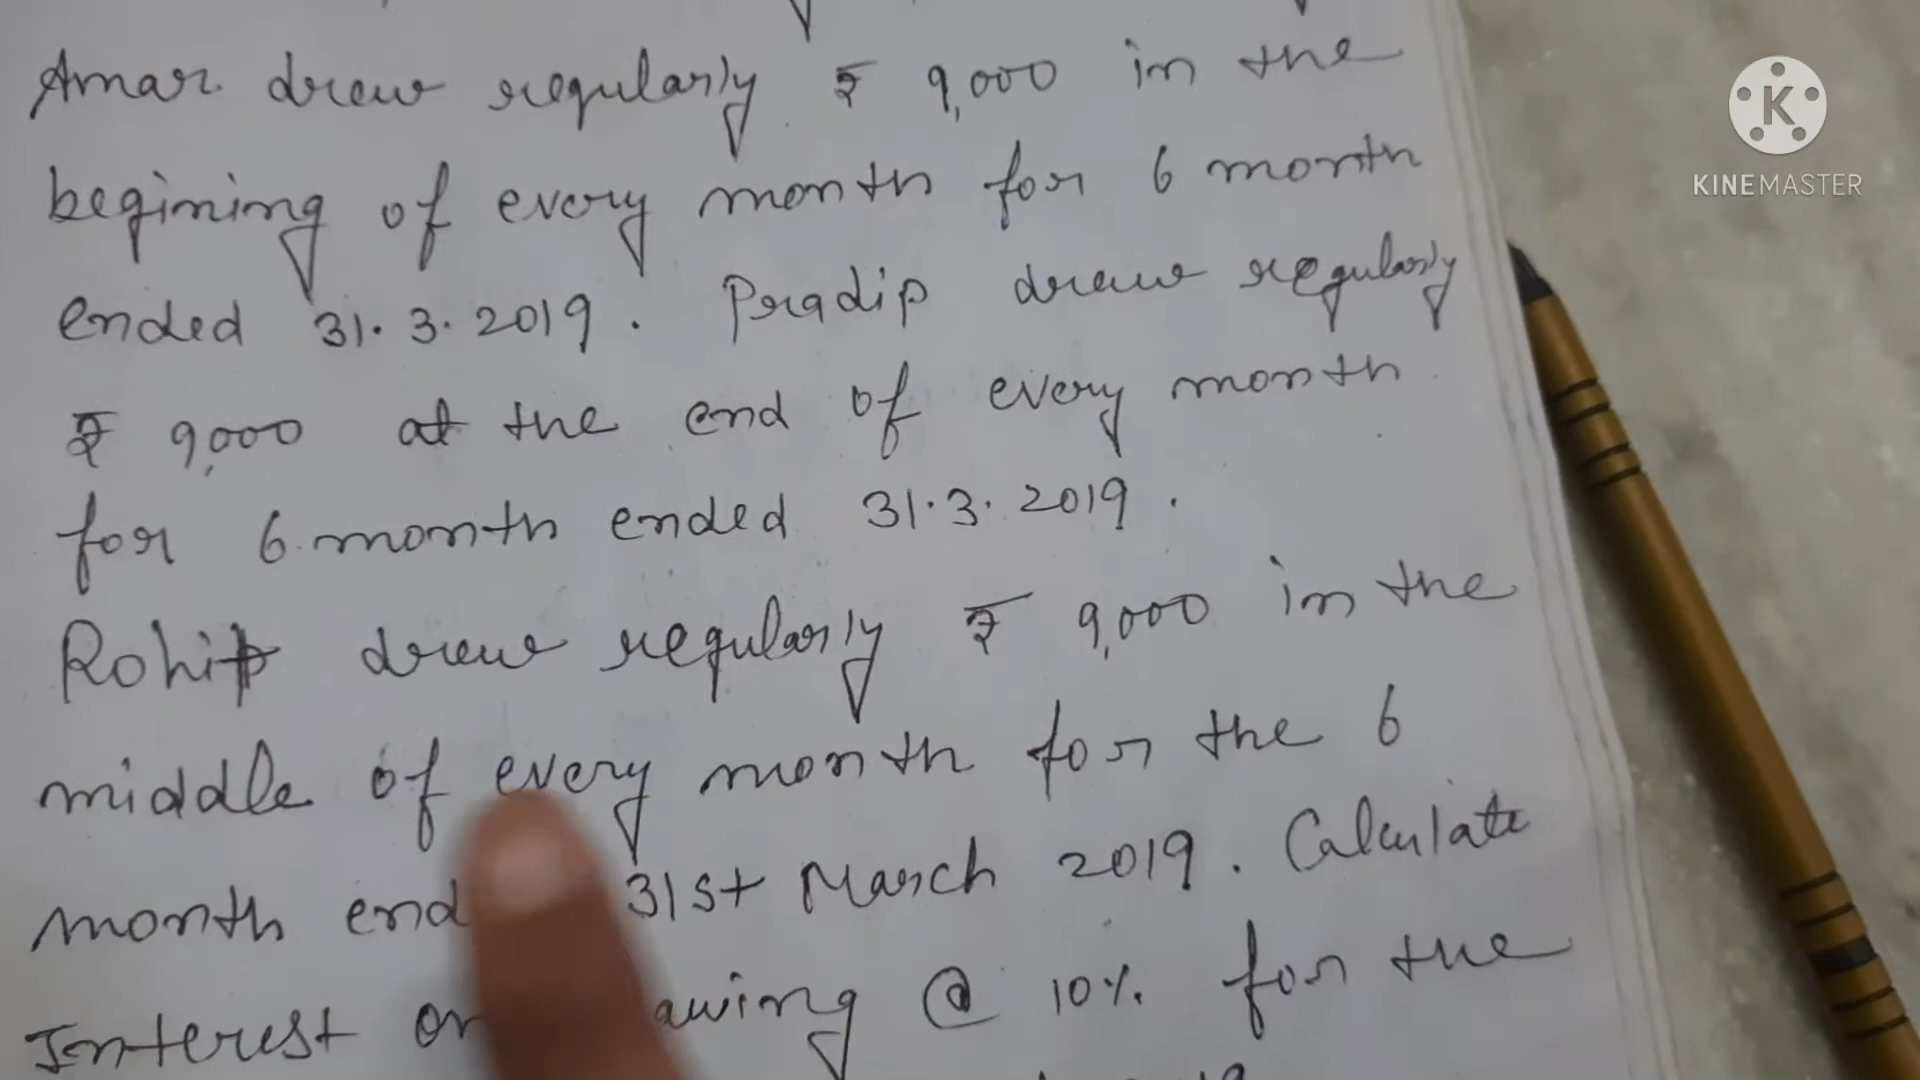 Amar drew regularly ₹ 9,000 in the
begining of every month for 6 month
ended 31.3.2019. Pradip drew regularly
₹ 9,000 at the end of every month
for 6 month ended 31.3.2019.
Rohit drew regularly ₹ 9,000 in the
middle of every month for the 6
month end 31st March 2019. Calculate
Interest on awing @ 10% for the
K
KINEMASTER